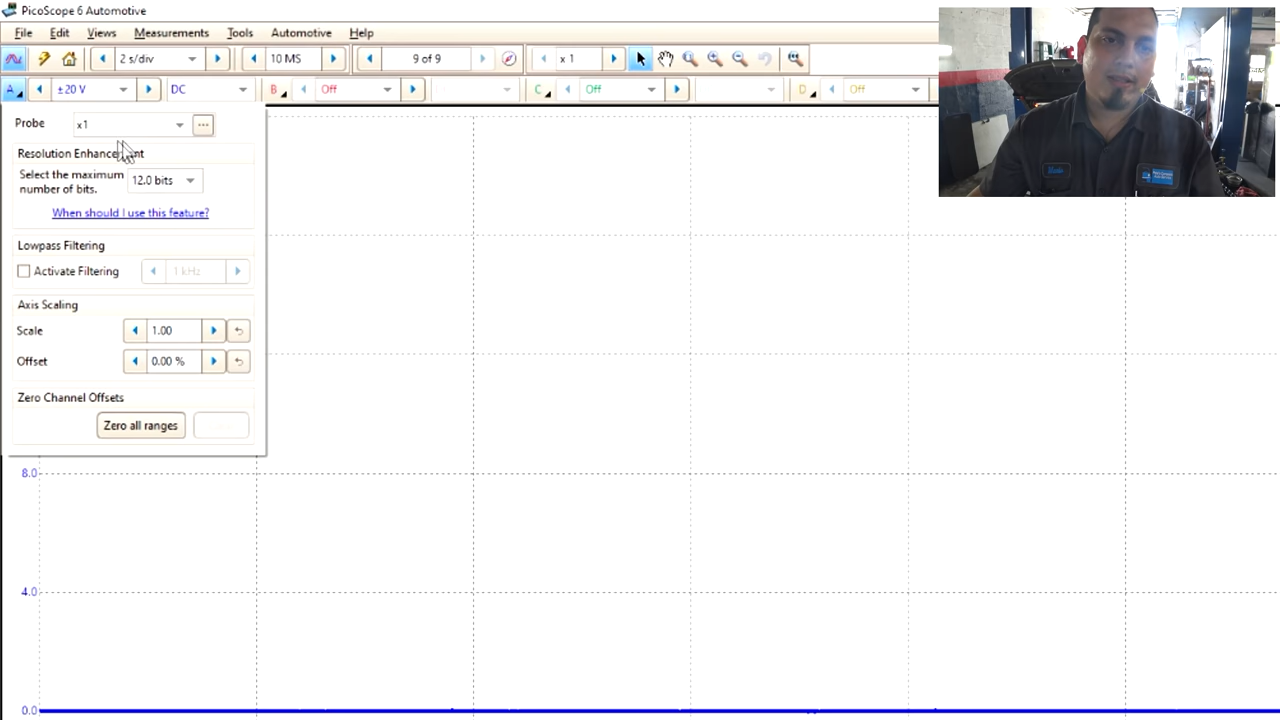 PicoScope 6 Automotive
File Edit Views Measurements Tools Automotive Help
2 s/div 10 MS 9 of 9 x 1
A ±20 V DC B Off C Off D Off
Probe x1 ...
Resolution Enhancement
Select the maximum number of bits. 12.0 bits
When should I use this feature?
Lowpass Filtering
Activate Filtering 1 kHz
Axis Scaling
Scale 1.00
Offset 0.00 %
Zero Channel Offsets
Zero all ranges
8.0
4.0
0.0